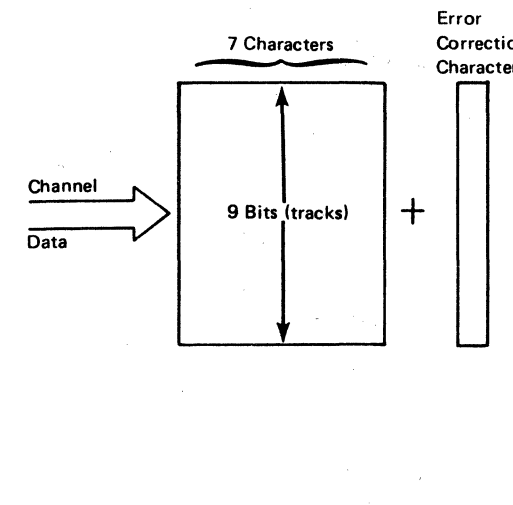 Error
7 Characters
Correctio
Characte
Channel
9 Bits (tracks)
+
Data